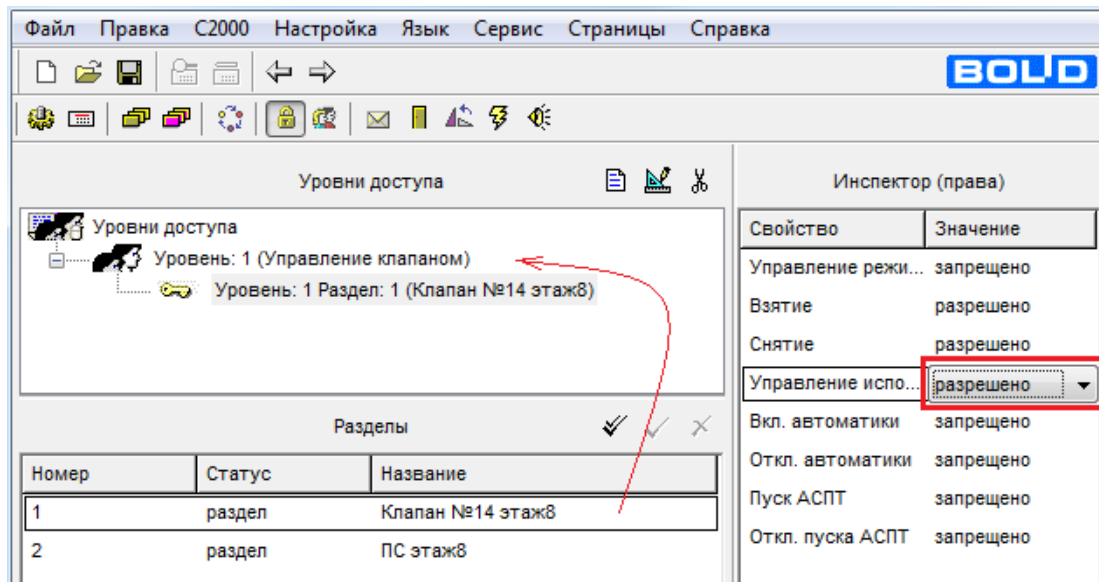 Файл Правка С2000 Настройка Язык Сервис Страницы Справка
BOLID
Уровни доступа
Уровни доступа
Уровень: 1 (Управление клапаном)
Уровень: 1 Раздел: 1 (Клапан №14 этаж8)
Разделы
Номер Статус Название
1 раздел Клапан №14 этаж8
2 раздел ПС этаж8
Инспектор (права)
Свойство Значение
Управление режи... запрещено
Взятие разрешено
Снятие разрешено
Управление испо... разрешено
Вкл. автоматики запрещено
Откл. автоматики запрещено
Пуск АСПТ запрещено
Откл. пуска АСПТ запрещено